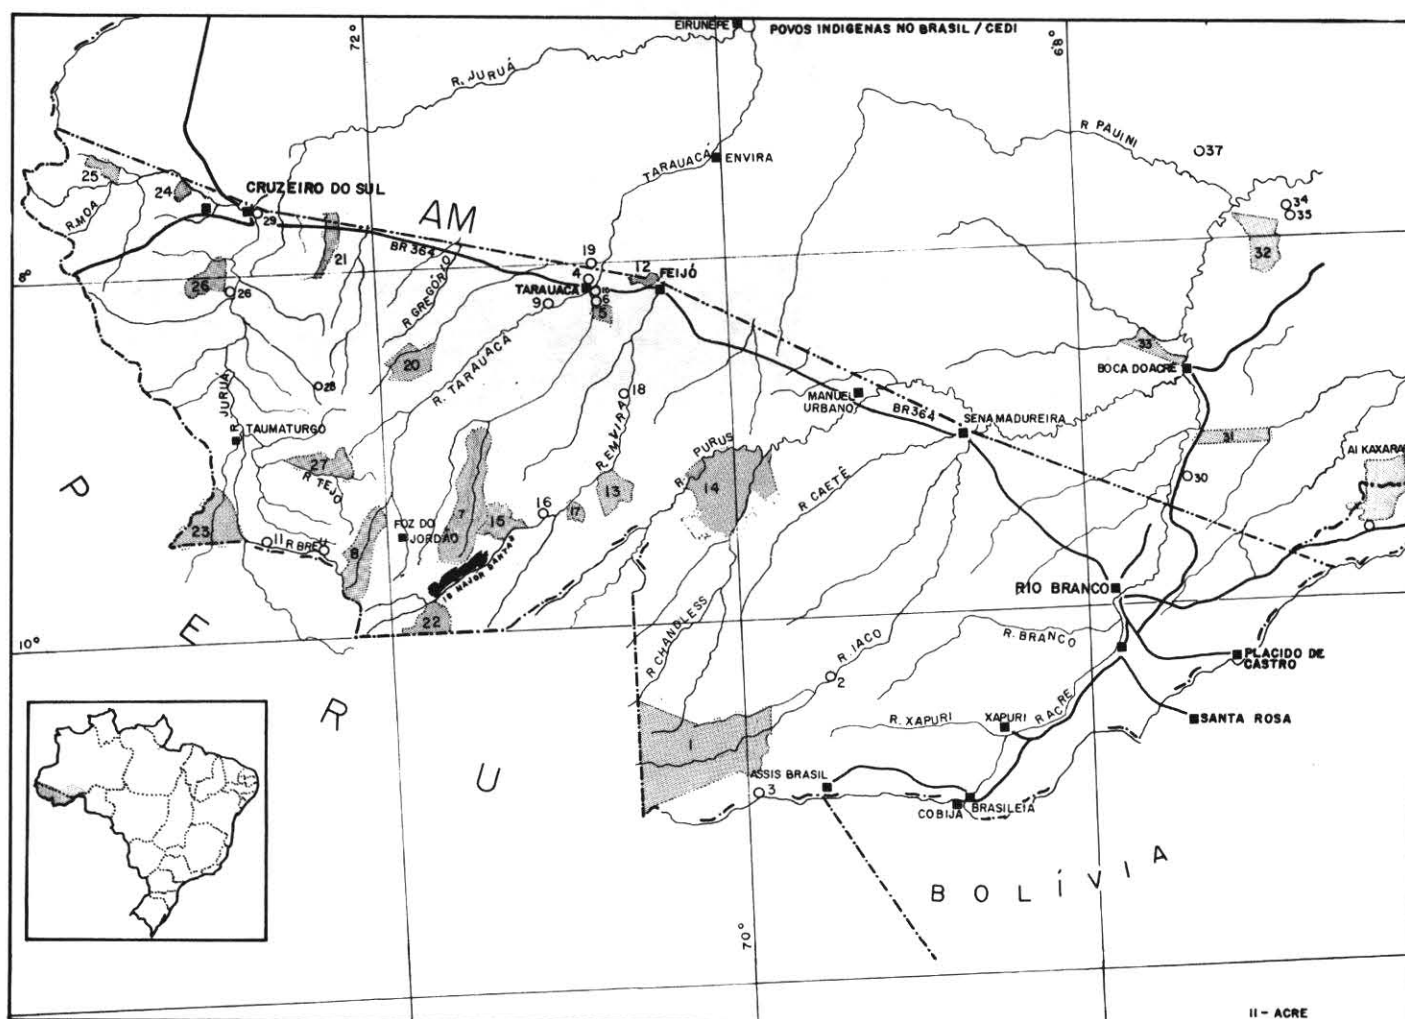 EIRUNEPE
POVOS INDIGENAS NO BRASIL / CEDI
72°
68°
R. JURUÁ
R PAUINI
37
TARAUACÁ
ENVIRA
25
24
CRUZEIRO DO SUL
34
35
R. MOA
29
AM
32
21
BR 364
19
4
12
FEIJÓ
8°
26
26
R GREGÓRIO
TARAUACÁ
9
6
5
33
BOCA DO ACRE
20
R. TARAUACÁ
28
18
MANUEL
URBANO
BR 364
SENA MADUREIRA
R. JURUÁ
TAUMATURGO
R. EMVIRA
R. PURUS
31
AI KAXARA
27
R TEJO
R CAETÉ
30
P
E
R
U
13
14
16
17
7
15
23
11
R BREU
8
FOZ DO
JORDÃO
22
RIO BRANCO
R. BRANCO
10°
R CHANDLESS
R. IACO
2
PLACIDO DE
CASTRO
R. XAPURI
XAPURI
R ACRE
SANTA ROSA
1
ASSIS BRASIL
3
COBIJA
BRASILEIA
BOLÍVIA
70°
11 - ACRE